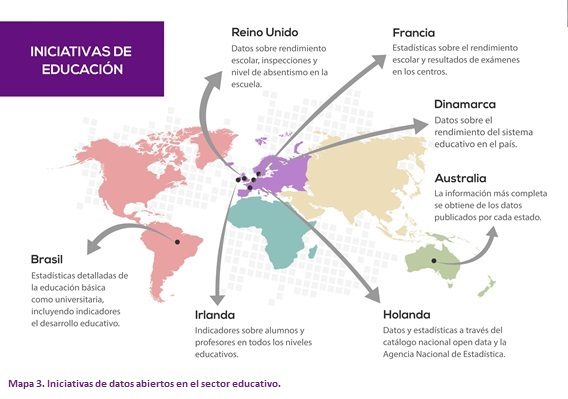 INICIATIVAS DE
EDUCACIÓN
Reino Unido
Datos sobre rendimiento
escolar, inspecciones y
nivel de absentismo en la
escuela.
Francia
Estadísticas sobre el rendimiento
escolar y resultados de exámenes
en los centros.
Dinamarca
Datos sobre el
rendimiento del sistema
educativo en el país.
Australia
La información más completa
se obtiene de los datos
publicados por cada estado.
Brasil
Estadísticas detalladas de
la educación básica
como universitaria,
incluyendo indicadores
el desarrollo educativo.
Irlanda
Indicadores sobre alumnos y
profesores en todos los niveles
educativos.
Holanda
Datos y estadísticas a través del
catálogo nacional open data y la
Agencia Nacional de Estadística.
Mapa 3. Iniciativas de datos abiertos en el sector educativo.